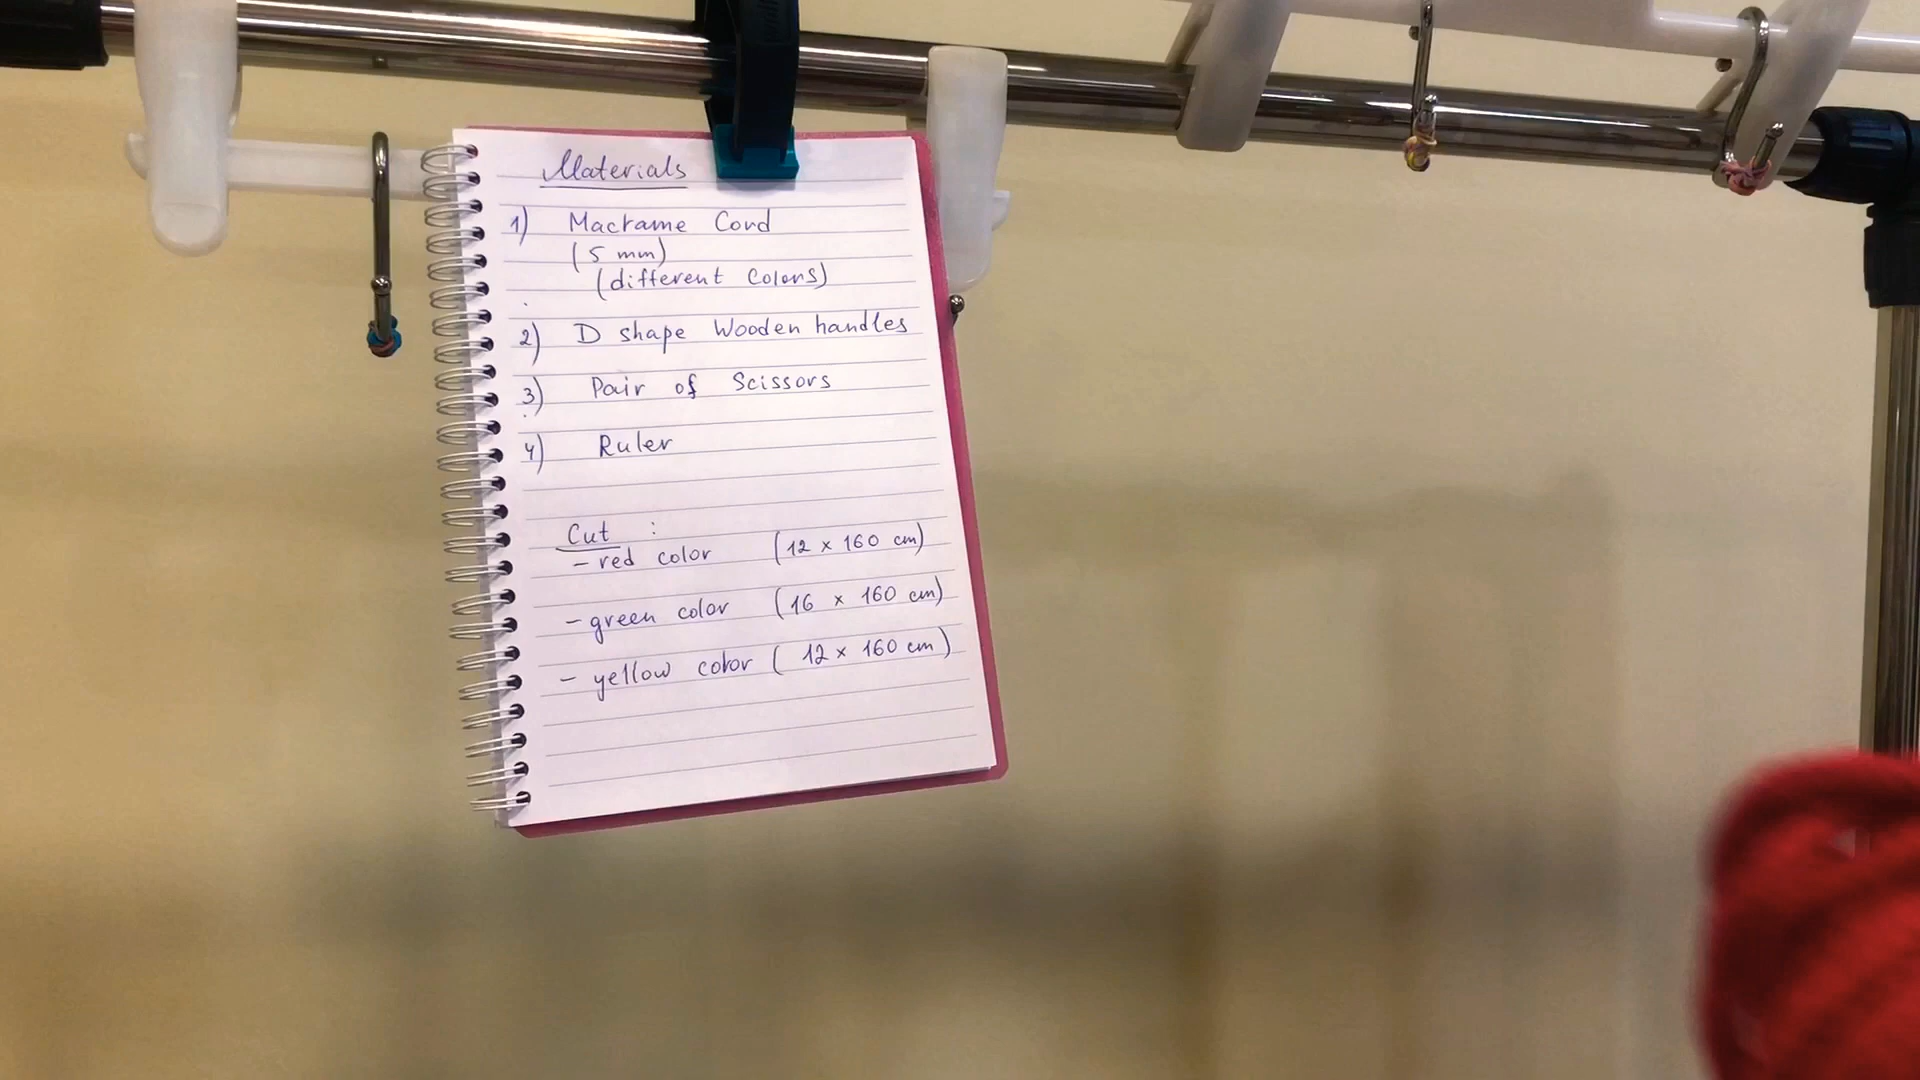 Materials
1) Macrame Cord
(5 mm)
(different Colors)
2) D shape Wooden handles
3) Pair of Scissors
4) Ruler
Cut :
- red color (12 x 160 cm)
- green color (16 x 160 cm)
- yellow color ( 12 x 160 cm)